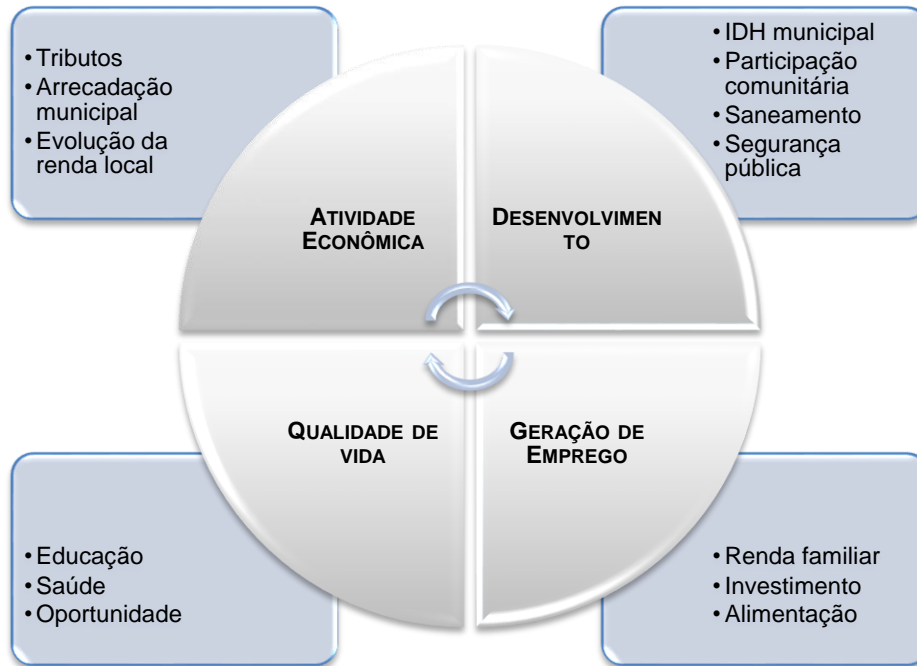 • Tributos
• Arrecadação
municipal
• Evolução da
renda local
• IDH municipal
• Participação
comunitária
• Saneamento
• Segurança
pública
ATIVIDADE
ECONÔMICA
DESENVOLVIMEN
TO
QUALIDADE DE
VIDA
GERAÇÃO DE
EMPREGO
• Educação
• Saúde
• Oportunidade
• Renda familiar
• Investimento
• Alimentação